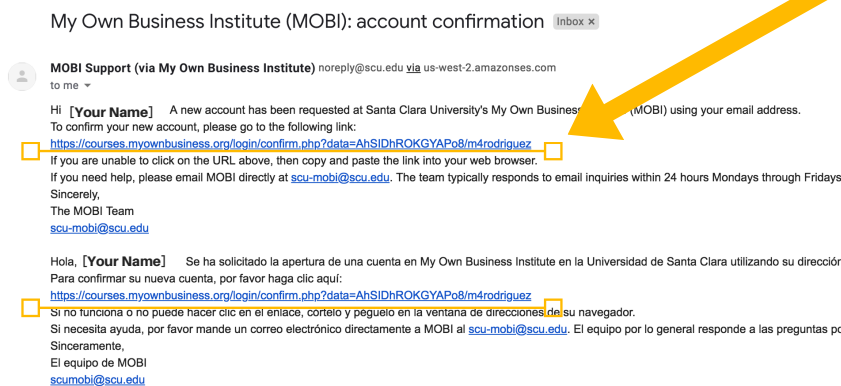 My Own Business Institute (MOBI): account confirmation Inbox ×
MOBI Support (via My Own Business Institute) noreply@scu.edu via us-west-2.amazonses.com
to me
Hi [Your Name] A new account has been requested at Santa Clara University's My Own Business (MOBI) using your email address.
To confirm your new account, please go to the following link:
https://courses.myownbusiness.org/login/confirm.php?data=AhSIDhROKGYAPo8/m4rodriguez
If you are unable to click on the URL above, then copy and paste the link into your web browser.
If you need help, please email MOBI directly at scu-mobi@scu.edu. The team typically responds to email inquiries within 24 hours Mondays through Fridays
Sincerely,
The MOBI Team
scu-mobi@scu.edu
Hola, [Your Name] Se ha solicitado la apertura de una cuenta en My Own Business Institute en la Universidad de Santa Clara utilizando su dirección
Para confirmar su nueva cuenta, por favor haga clic aquí:
https://courses.myownbusiness.org/login/confirm.php?data=AhSIDhROKGYAPo8/m4rodriguez
Si no funciona o no puede hacer clic en el enlace, córtelo y péguelo en la ventana de direcciones de su navegador.
Si necesita ayuda, por favor mande un correo electrónico directamente a MOBI al scu-mobi@scu.edu. El equipo por lo general responde a las preguntas po
Sinceramente,
El equipo de MOBI
scumobi@scu.edu